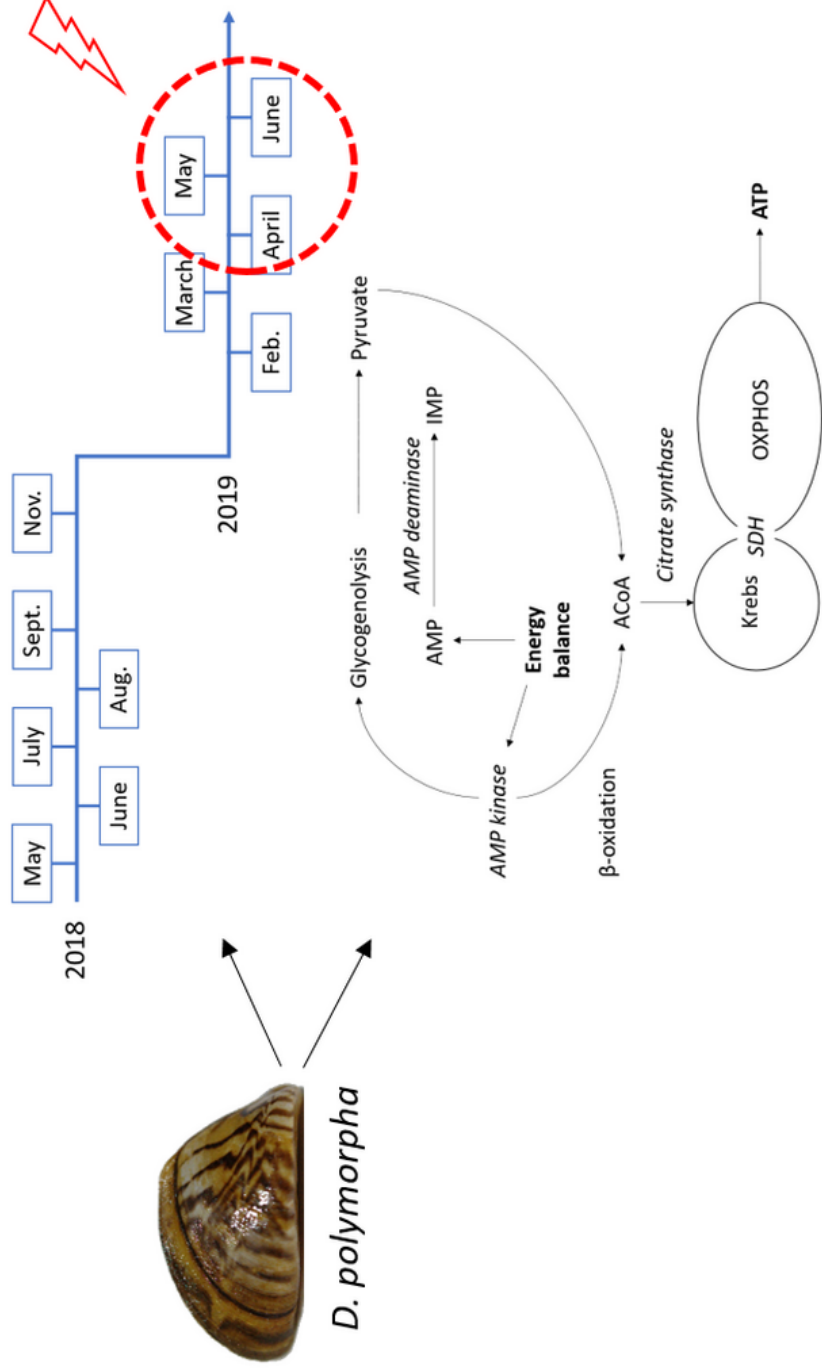 D. polymorpha
2018
May
June
July
Aug.
Sept.
Nov.
2019
Feb.
March
April
May
June
Glycogenolysis
Pyruvate
AMP deaminase
AMP
IMP
AMP kinase
Energy
balance
β-oxidation
ACoA
Citrate synthase
Krebs
SDH
OXPHOS
ATP